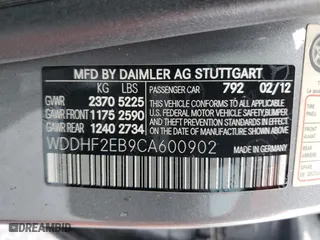 MFD BY DAIMLER AG STUTTGART
KG LBS PASSENGER CAR 792 02/12
GVWR 2370 5225
GAWR FRONT 1175 2590
GAWR REAR 1240 2734
THIS VEHICLE CONFORMS TO ALL APPLICABLE U.S. FEDERAL MOTOR VEHICLE SAFETY, BUMPER, AND THEFT PREVENTION STANDARDS IN EFFECT ON THE DATE OF MANUFACTURE SHOWN ABOVE.
WDDHF2EB9CA600902
MADE IN GERMANY